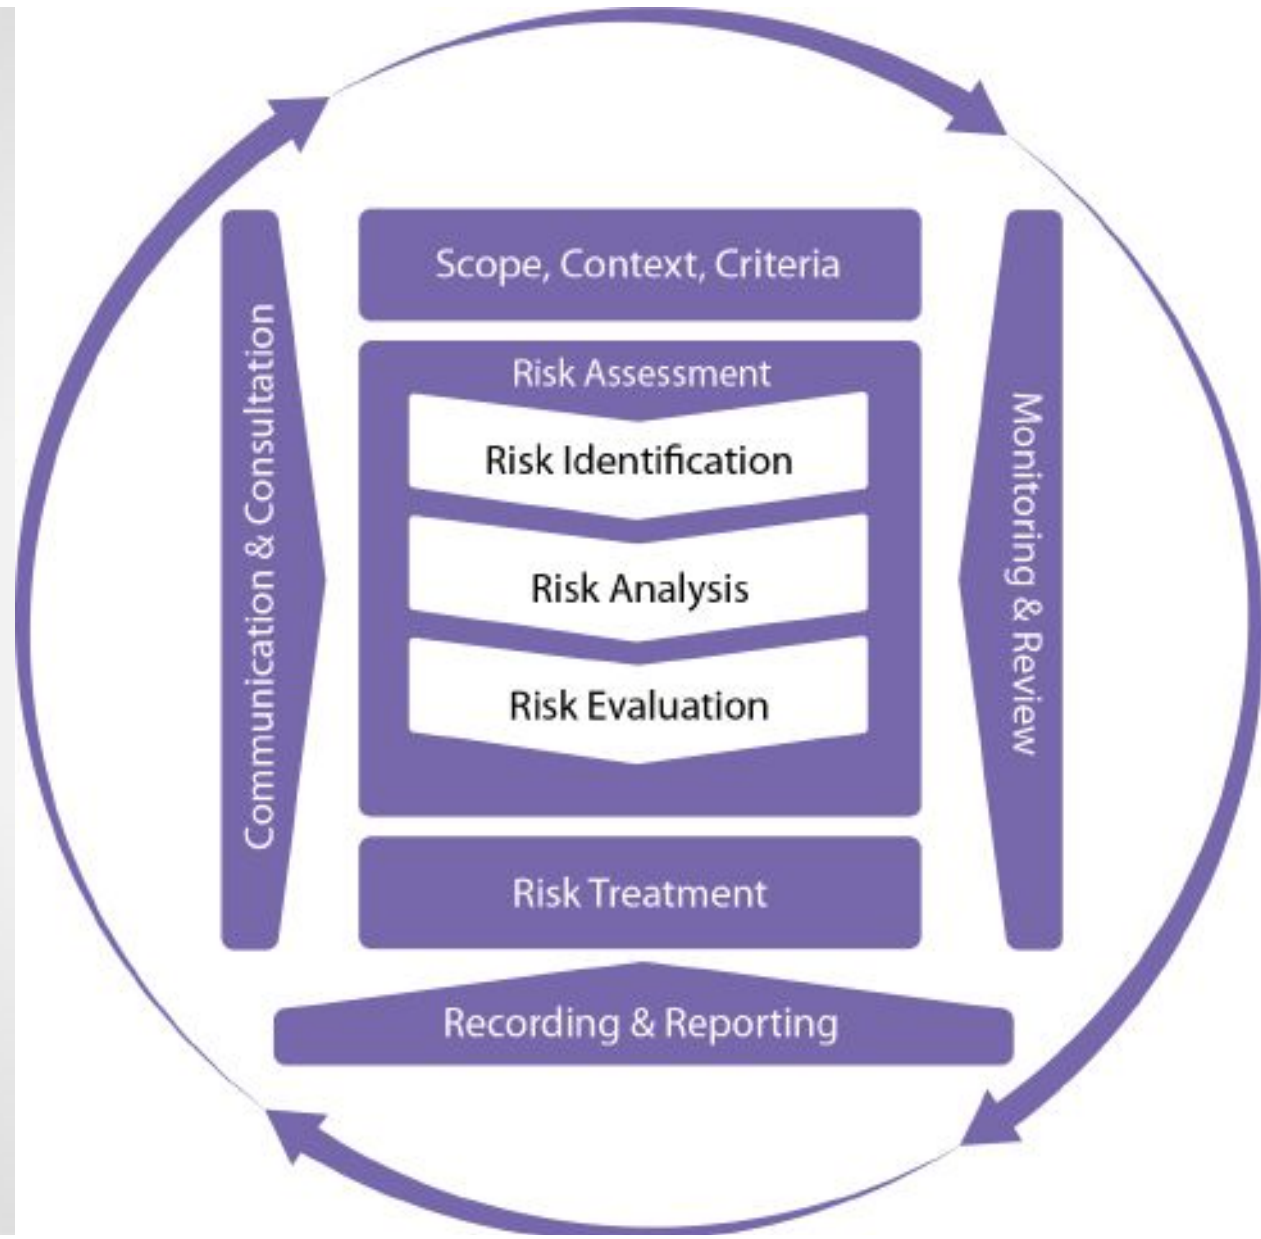 Scope, Context, Criteria
Communication & Consultation
Risk Assessment
Risk Identification
Risk Analysis
Risk Evaluation
Monitoring & Review
Risk Treatment
Recording & Reporting